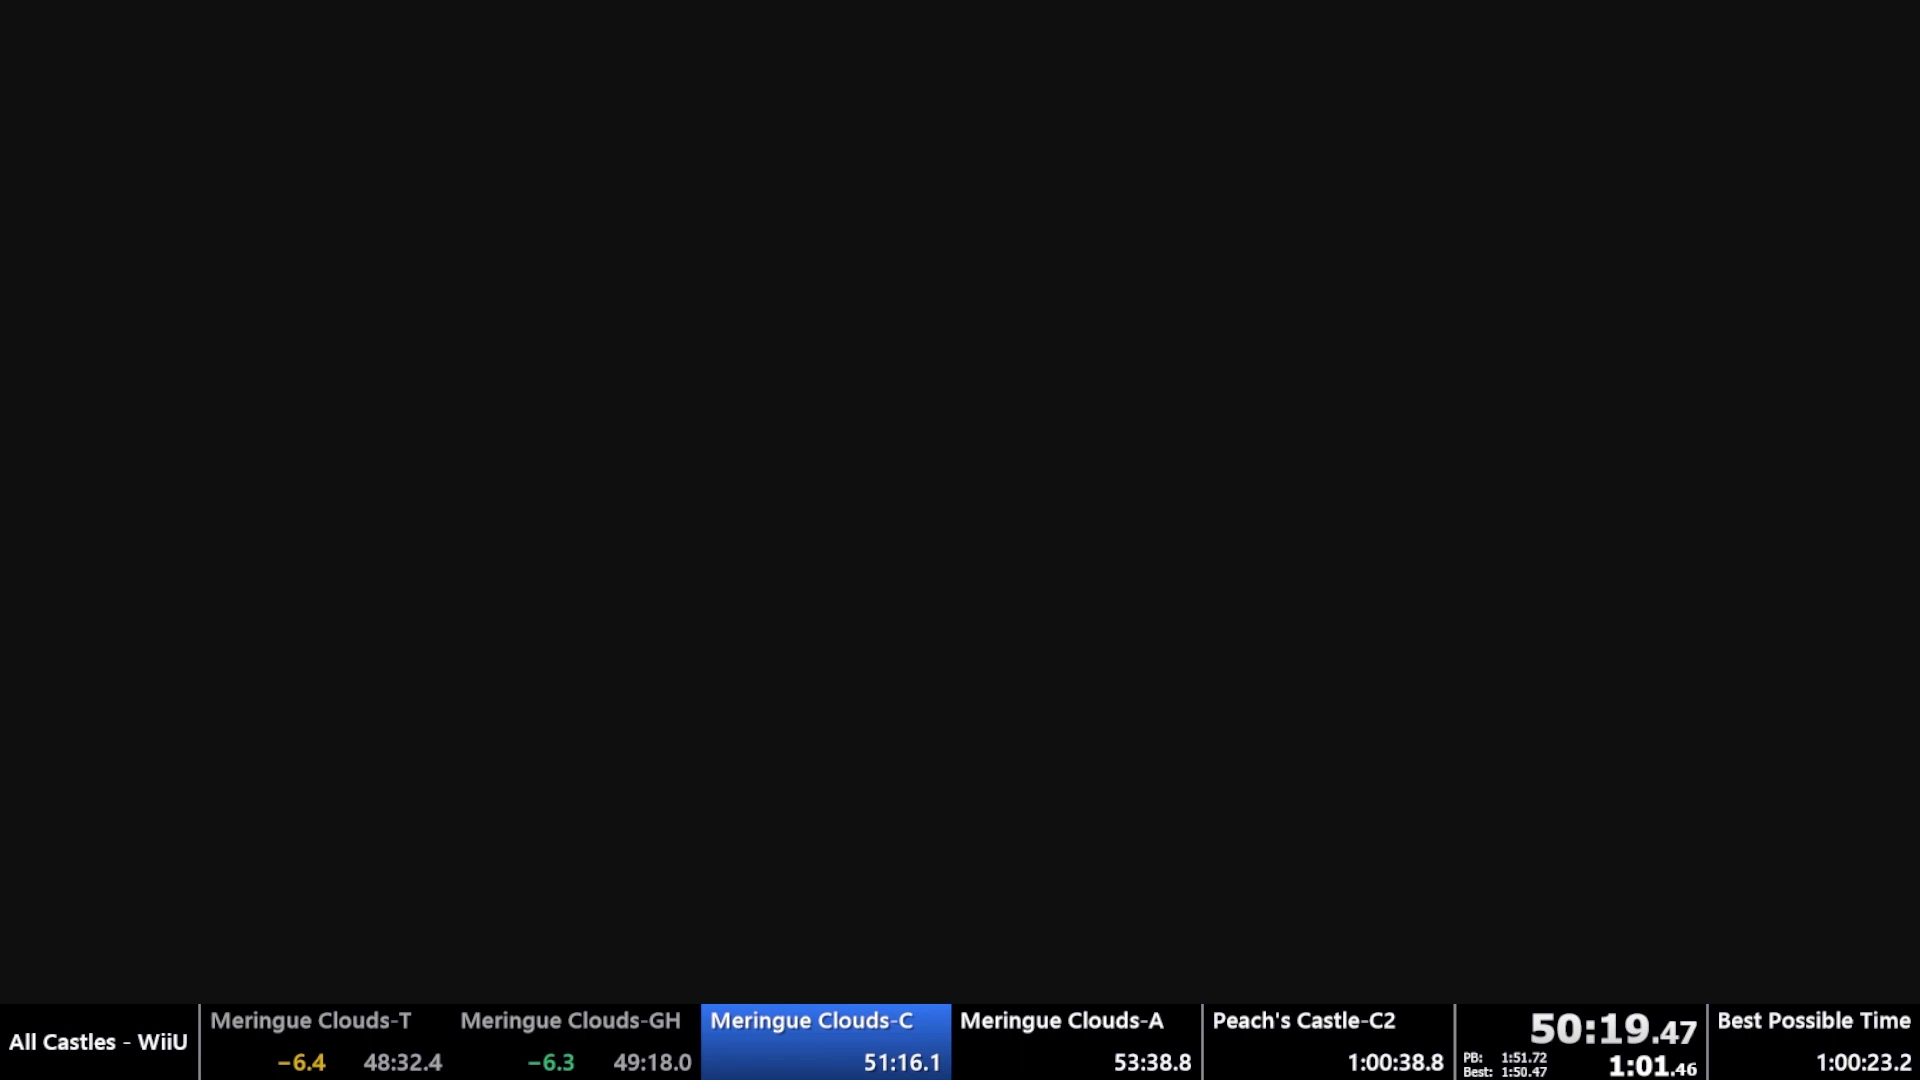 All Castles - WiiU
Meringue Clouds-T
−6.4 48:32.4
Meringue Clouds-GH
−6.3 49:18.0
Meringue Clouds-C
51:16.1
Meringue Clouds-A
53:38.8
Peach's Castle-C2
1:00:38.8
50:19.47
PB: 1:51.72
Best: 1:50.47
1:01.46
Best Possible Time
1:00:23.2